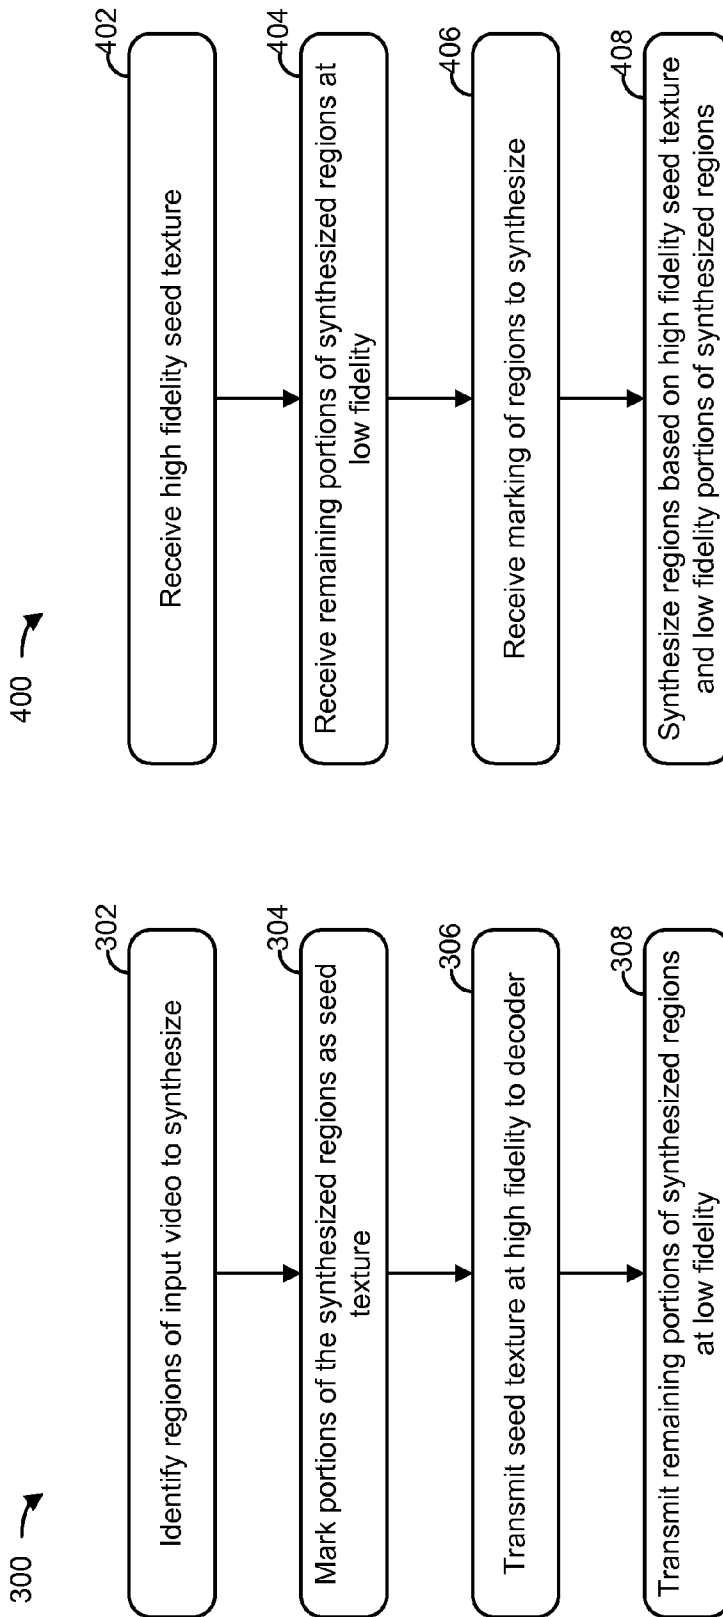 300
302
Identify regions of input video to synthesize
304
Mark portions of the synthesized regions as seed
texture
306
Transmit seed texture at high fidelity to decoder
308
Transmit remaining portions of synthesized regions
at low fidelity
400
402
Receive high fidelity seed texture
404
Receive remaining portions of synthesized regions at
low fidelity
406
Receive marking of regions to synthesize
408
Synthesize regions based on high fidelity seed texture
and low fidelity portions of synthesized regions